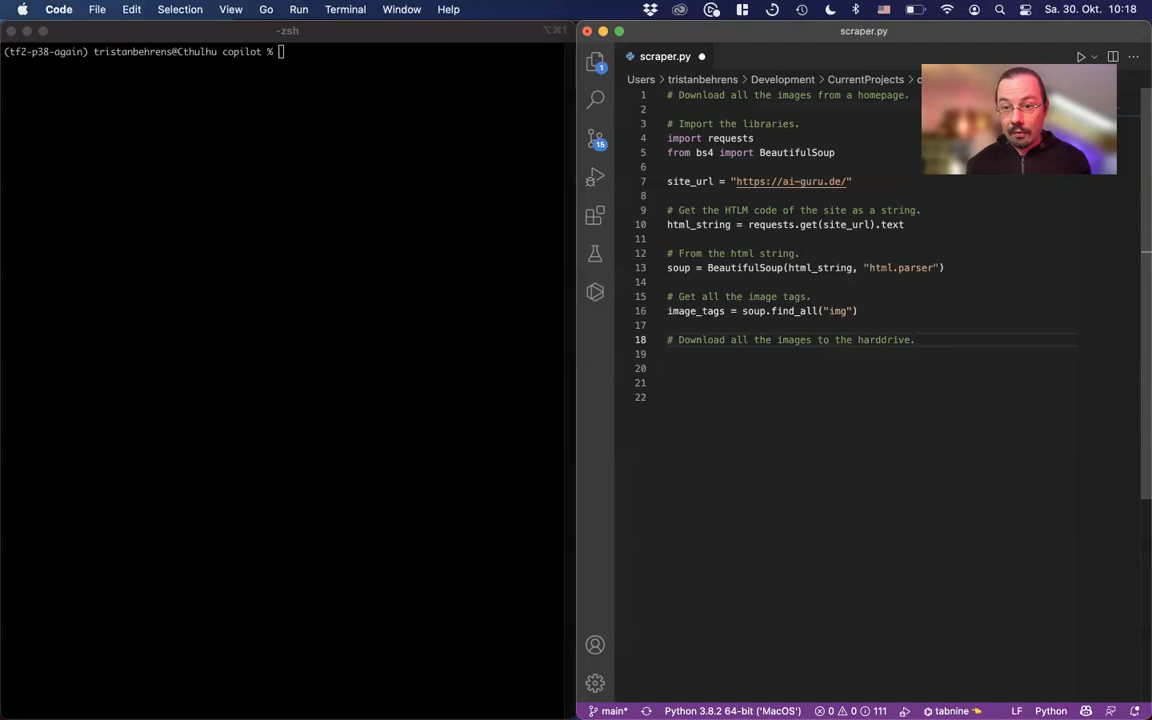 Code File Edit Selection View Go Run Terminal Window Help Sa. 30. Okt. 10:18
-zsh ⌥⌘1
(tf2-p38-again) tristanbehrens@Cthulhu copilot %
scraper.py
scraper.py
Users > tristanbehrens > Development > CurrentProjects >
1 # Download all the images from a homepage.
2
3 # Import the libraries.
4 import requests
5 from bs4 import BeautifulSoup
6
7 site_url = "https://ai-guru.de/"
8
9 # Get the HTLM code of the site as a string.
10 html_string = requests.get(site_url).text
11
12 # From the html string.
13 soup = BeautifulSoup(html_string, "html.parser")
14
15 # Get all the image tags.
16 image_tags = soup.find_all("img")
17
18 # Download all the images to the harddrive.
19
20
21
22
1
15
main* Python 3.8.2 64-bit ('MacOS') 0 0 111 tabnine LF Python